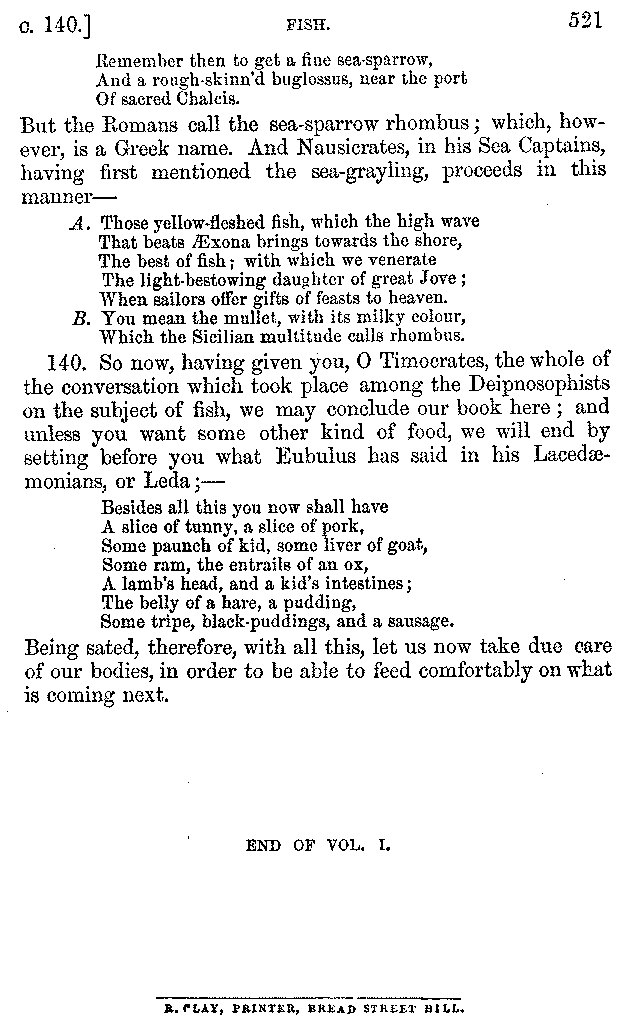 c. 140.] FISH. 521
Remember then to get a fine sea-sparrow,
And a rough-skinn'd buglossus, near the port
Of sacred Chalcis.
But the Romans call the sea-sparrow rhombus; which, how-
ever, is a Greek name. And Nausicrates, in his Sea Captains,
having first mentioned the sea-grayling, proceeds in this
manner—
A. Those yellow-fleshed fish, which the high wave
That beats Æxona brings towards the shore,
The best of fish; with which we venerate
The light-bestowing daughter of great Jove;
When sailors offer gifts of feasts to heaven.
B. You mean the mullet, with its milky colour,
Which the Sicilian multitude calls rhombus.
140. So now, having given you, O Timocrates, the whole of
the conversation which took place among the Deipnosophists
on the subject of fish, we may conclude our book here; and
unless you want some other kind of food, we will end by
setting before you what Eubulus has said in his Lacedæ-
monians, or Leda;—
Besides all this you now shall have
A slice of tunny, a slice of pork,
Some paunch of kid, some liver of goat,
Some ram, the entrails of an ox,
A lamb's head, and a kid's intestines;
The belly of a hare, a pudding,
Some tripe, black-puddings, and a sausage.
Being sated, therefore, with all this, let us now take due care
of our bodies, in order to be able to feed comfortably on what
is coming next.
END OF VOL. I.
R. CLAY, PRINTER, BREAD STREET HILL.